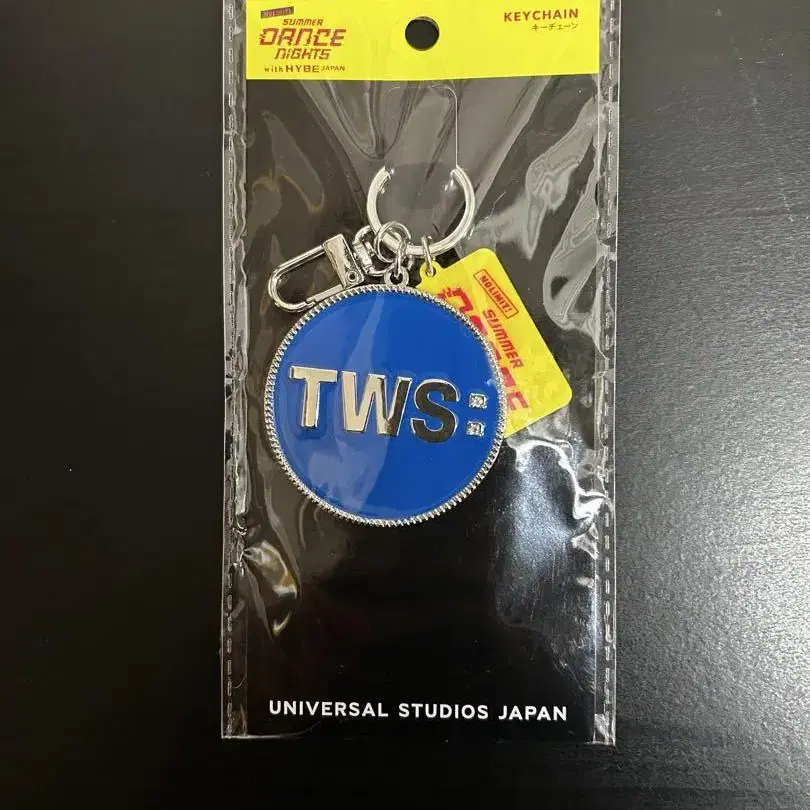 NO LIMIT!
SUMMER
DANCE
NIGHTS
with HYBE JAPAN
KEYCHAIN
キーチェーン
NO LIMIT!
SUMMER
TWS:
UNIVERSAL STUDIOS JAPAN